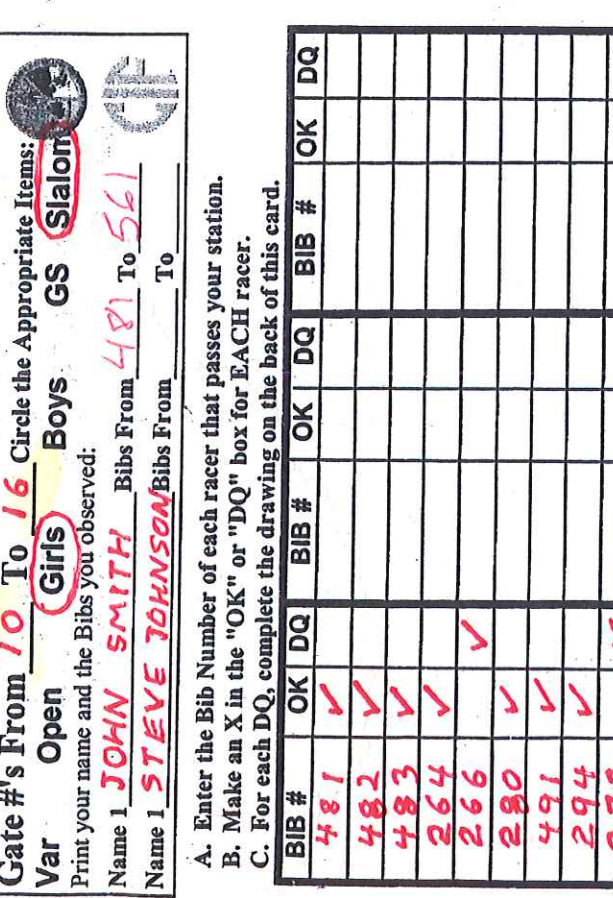 Gate #'s From 10 To 16 Circle the Appropriate Items:
Var Open Girls Boys GS Slalom
Print your name and the Bibs you observed:
Name 1 JOHN SMITH Bibs From 481 To 561
Name 1 STEVE JOHNSON Bibs From To
A. Enter the Bib Number of each racer that passes your station.
B. Make an X in the "OK" or "DQ" box for EACH racer.
C. For each DQ, complete the drawing on the back of this card.
BIB # OK DQ BIB # OK DQ BIB # OK DQ
481 ✓
482 ✓
483 ✓
264 ✓
266 ✓
280 ✓
491 ✓
294 ✓